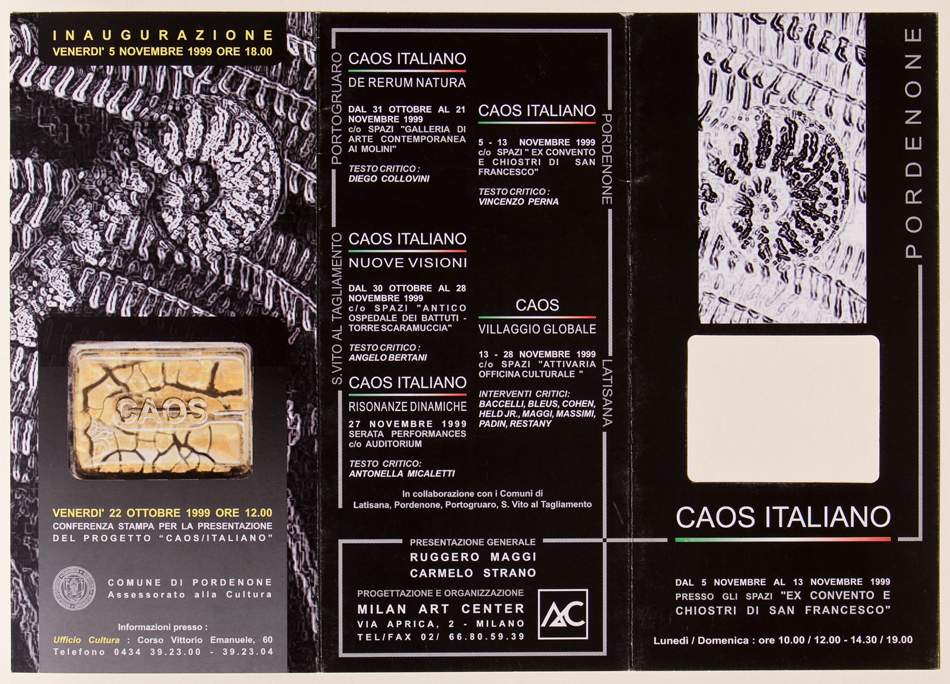 INAUGURAZIONE
VENERDI' 5 NOVEMBRE 1999 ORE 18.00
CAOS
VENERDI' 22 OTTOBRE 1999 ORE 12.00
CONFERENZA STAMPA PER LA PRESENTAZIONE
DEL PROGETTO "CAOS/ITALIANO"
COMUNE DI PORDENONE
Assessorato alla Cultura
Informazioni presso :
Ufficio Cultura : Corso Vittorio Emanuele, 60
Telefono 0434 39.23.00 - 39.23.04
PORTOGRUARO
CAOS ITALIANO
DE RERUM NATURA
DAL 31 OTTOBRE AL 21
NOVEMBRE 1999
c/o SPAZI "GALLERIA DI
ARTE CONTEMPORANEA
AI MOLINI"
TESTO CRITICO :
DIEGO COLLOVINI
S.VITO AL TAGLIAMENTO
CAOS ITALIANO
NUOVE VISIONI
DAL 30 OTTOBRE AL 28
NOVEMBRE 1999
c/o SPAZI "ANTICO
OSPEDALE DEI BATTUTI -
TORRE SCARAMUCCIA"
TESTO CRITICO:
ANGELO BERTANI
CAOS ITALIANO
RISONANZE DINAMICHE
27 NOVEMBRE 1999
SERATA PERFORMANCES
c/o AUDITORIUM
TESTO CRITICO:
ANTONELLA MICALETTI
PORDENONE
CAOS ITALIANO
5 - 13 NOVEMBRE 1999
c/o SPAZI " EX CONVENTO
E CHIOSTRI DI SAN
FRANCESCO"
TESTO CRITICO :
VINCENZO PERNA
LATISANA
CAOS
VILLAGGIO GLOBALE
13 - 28 NOVEMBRE 1999
c/o SPAZI "ATTIVARIA
OFFICINA CULTURALE "
INTERVENTI CRITICI:
BACCELLI, BLEUS, COHEN,
HELD JR., MAGGI, MASSIMI,
PADIN, RESTANY
In collaborazione con i Comuni di
Latisana, Pordenone, Portogruaro, S. Vito al Tagliamento
PRESENTAZIONE GENERALE
RUGGERO MAGGI
CARMELO STRANO
PROGETTAZIONE E ORGANIZZAZIONE
MILAN ART CENTER
VIA APRICA, 2 - MILANO
TEL/FAX 02/ 66.80.59.39
AC
PORDENONE
CAOS ITALIANO
DAL 5 NOVEMBRE AL 13 NOVEMBRE 1999
PRESSO GLI SPAZI "EX CONVENTO E
CHIOSTRI DI SAN FRANCESCO"
Lunedì / Domenica : ore 10.00 / 12.00 - 14.30 / 19.00